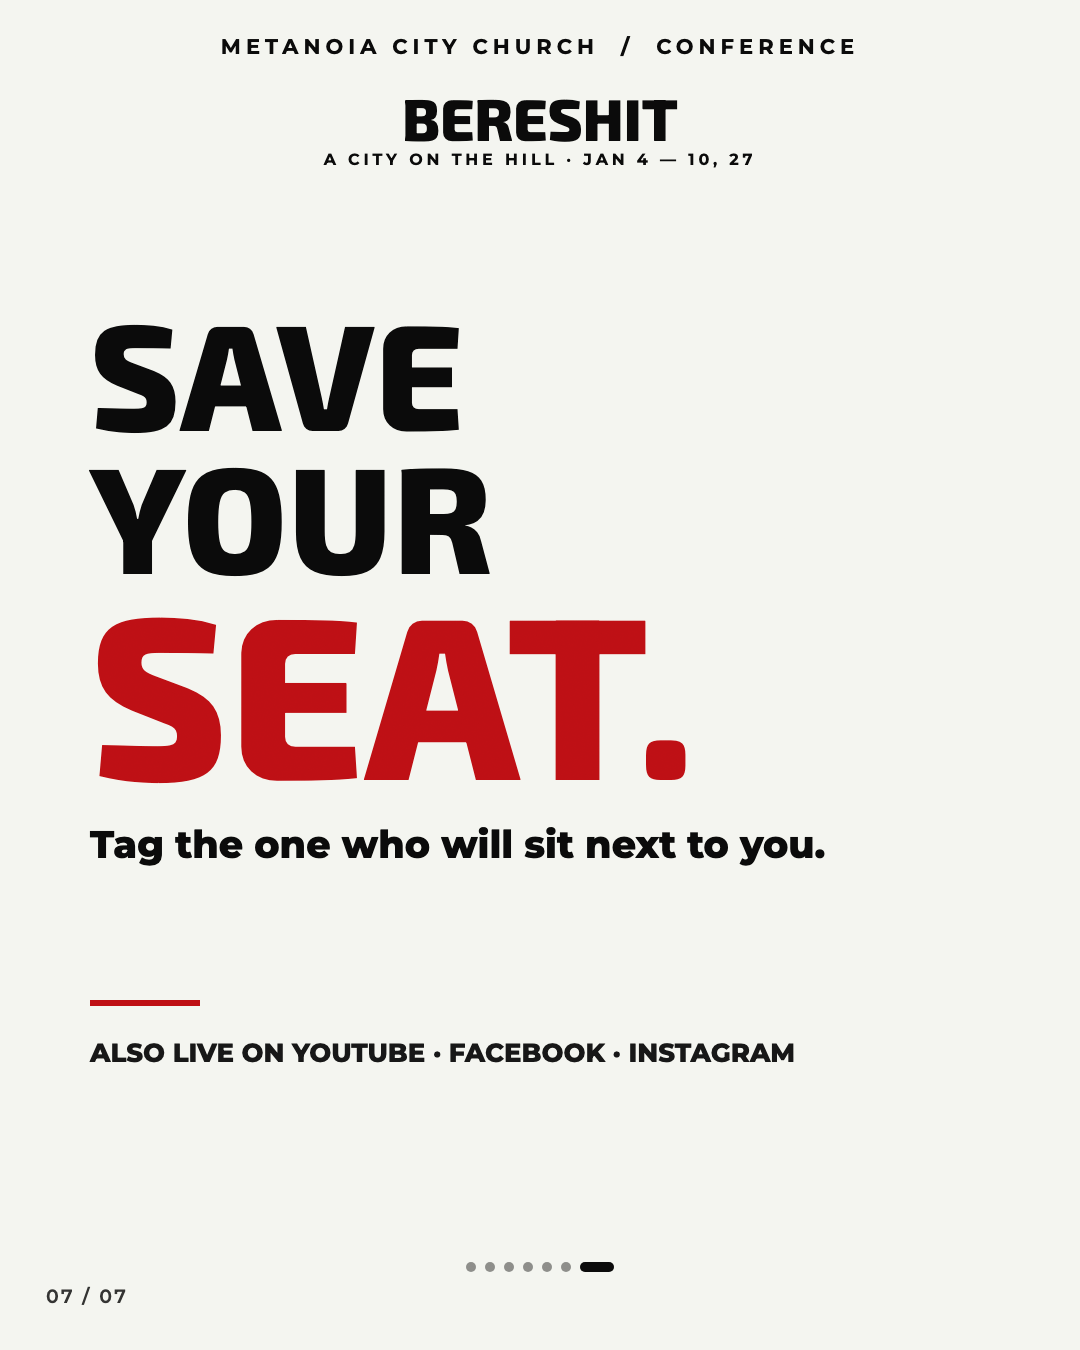 METANOIA CITY CHURCH / CONFERENCE
BERESHIT
A CITY ON THE HILL · JAN 4 — 10, 27
SAVE
YOUR
SEAT.
Tag the one who will sit next to you.
ALSO LIVE ON YOUTUBE · FACEBOOK · INSTAGRAM
07 / 07